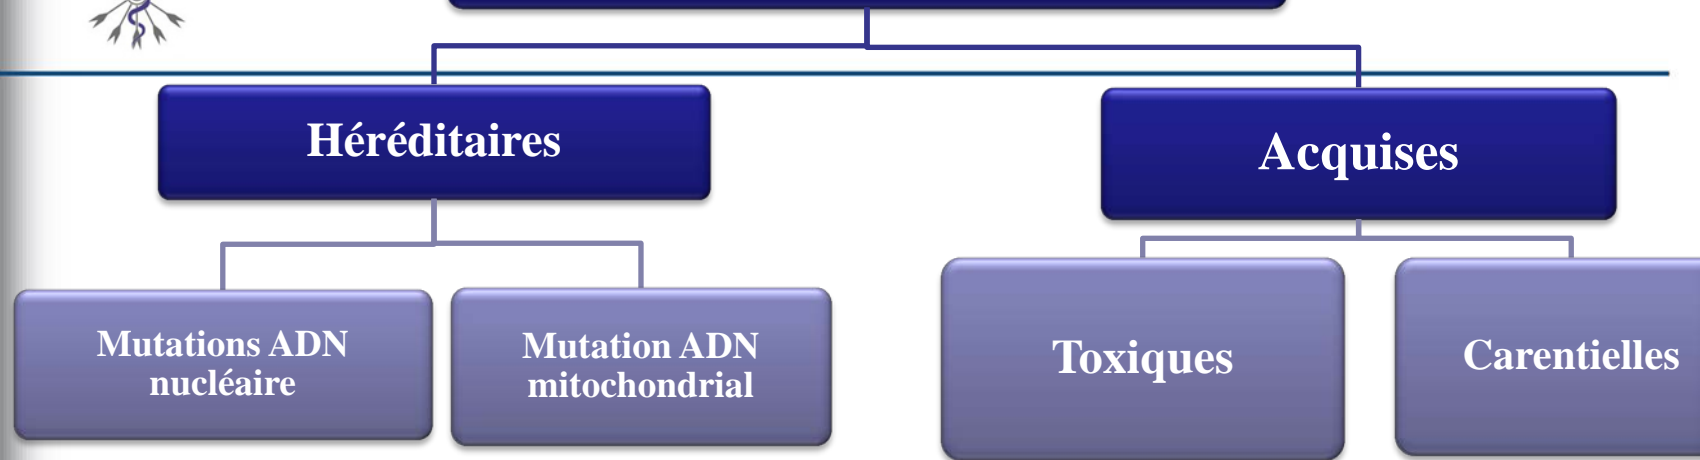 Héréditaires
Acquises
Mutations ADN
nucléaire
Mutation ADN
mitochondrial
Toxiques
Carentielles